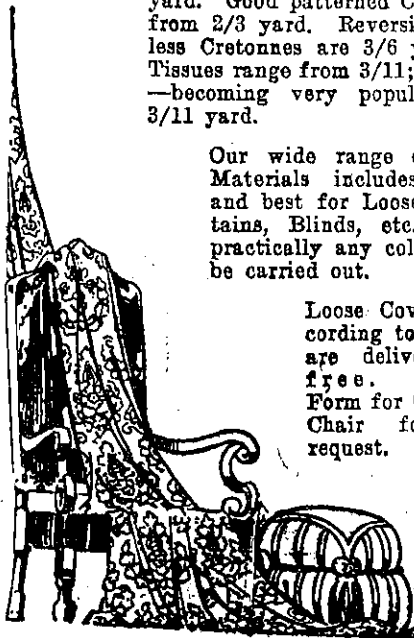 yard. Good patterned C
from 2/3 yard. Reversi
less Cretonnes are 3/6
Tissues range from 3/11;
—becoming very popul
3/11 yard.
Our wide range
Materials includes
and best for Loose
tains, Blinds, etc.
practically any col
be carried out.
Loose Cov
cording to
are deliv
free.
Form for
Chair fo
request.